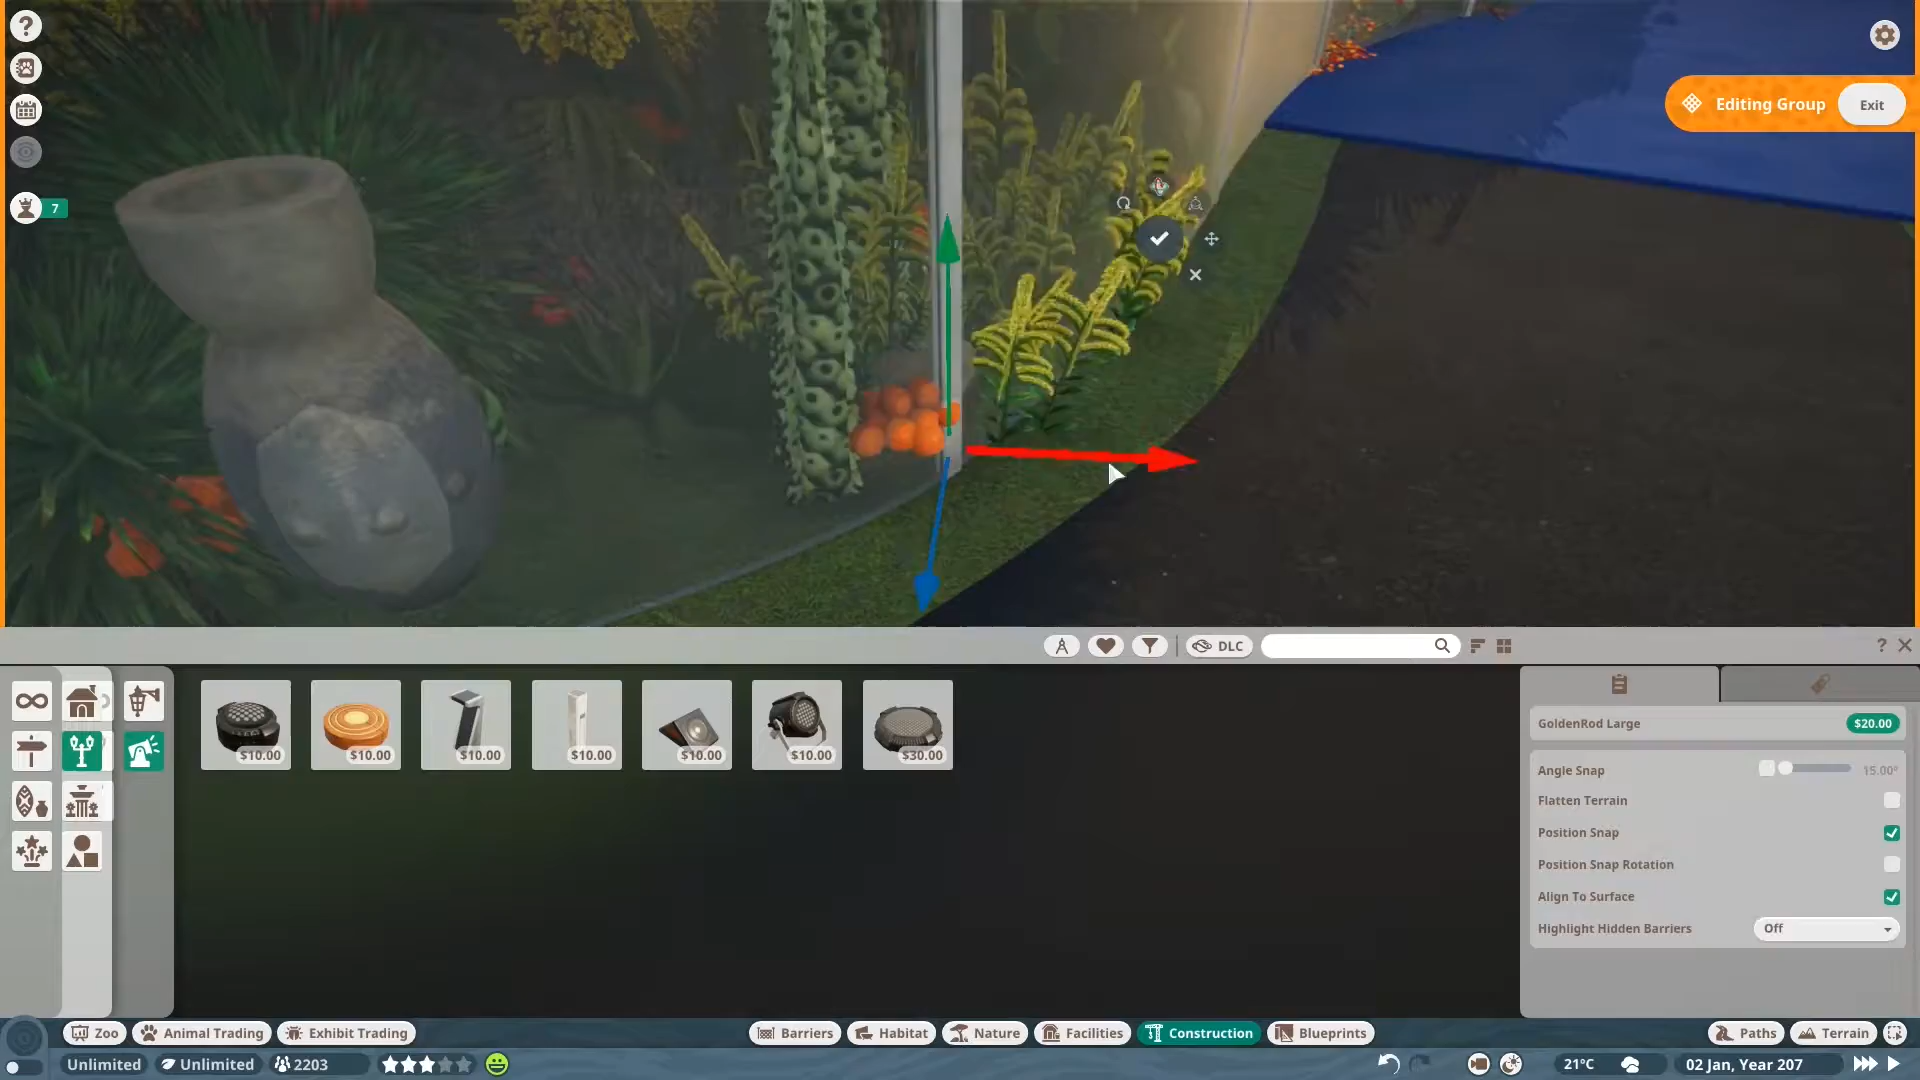 ?
Editing Group Exit
7
DLC
? 
$10.00 $10.00 $10.00 $10.00 $10.00 $10.00 $30.00
GoldenRod Large $20.00
Angle Snap 15.00°
Flatten Terrain
Position Snap
Position Snap Rotation
Align To Surface
Highlight Hidden Barriers Off
Zoo Animal Trading Exhibit Trading Barriers Habitat Nature Facilities Construction Blueprints Paths Terrain
Unlimited Unlimited 2203 21°C 02 Jan, Year 207